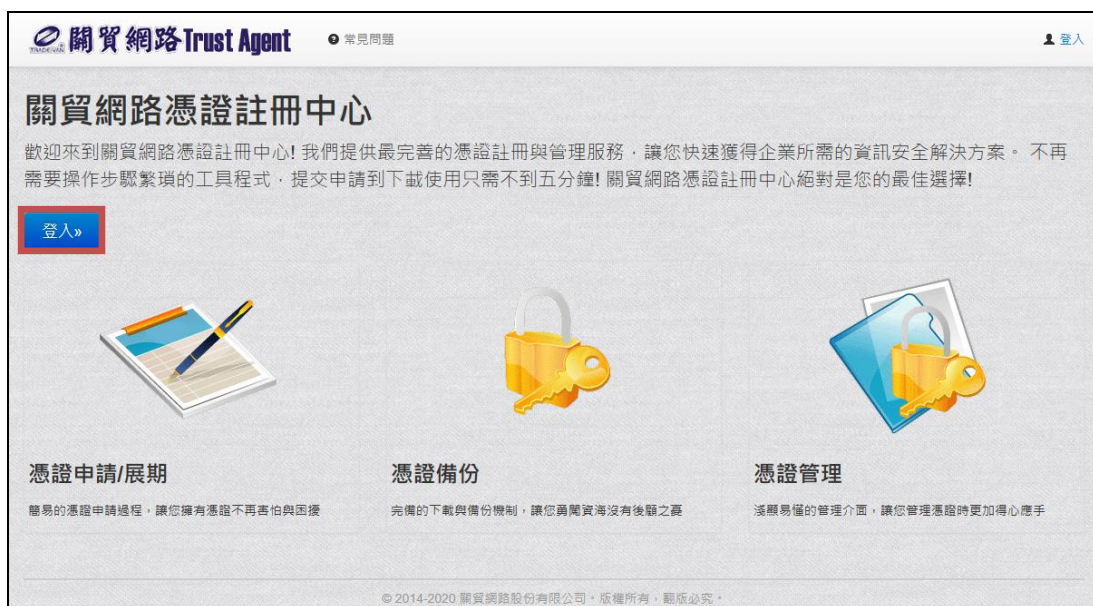 TRADE-VAN 關貿網路Trust Agent 常見問題 登入
關貿網路憑證註冊中心
歡迎來到關貿網路憑證註冊中心! 我們提供最完善的憑證註冊與管理服務，讓您快速獲得企業所需的資訊安全解決方案。 不再
需要操作步驟繁瑣的工具程式，提交申請到下載使用只需不到五分鐘! 關貿網路憑證註冊中心絕對是您的最佳選擇!
登入»
憑證申請/展期
簡易的憑證申請過程，讓您擁有憑證不再害怕與困擾
憑證備份
完備的下載與備份機制，讓您勇闖資海沒有後顧之憂
憑證管理
淺顯易懂的管理介面，讓您管理憑證時更加得心應手
© 2014-2020 關貿網路股份有限公司，版權所有，翻版必究。